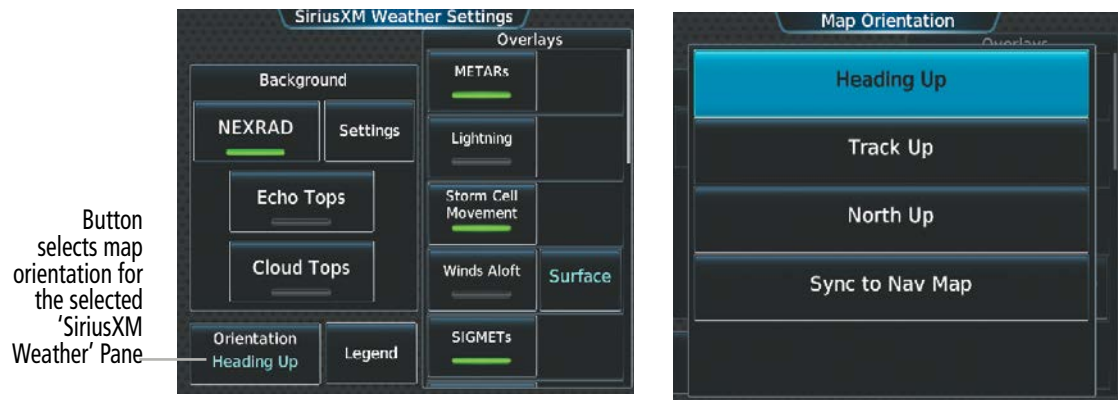 SiriusXM Weather Settings
Overlays
Background
METARs
NEXRAD
Settings
Lightning
Echo Tops
Storm Cell
Movement
Cloud Tops
Winds Aloft
Surface
Orientation
Heading Up
Legend
SIGMETs
Button
selects map
orientation for
the selected
'SiriusXM
Weather' Pane
Map Orientation
Overlays
Heading Up
Track Up
North Up
Sync to Nav Map